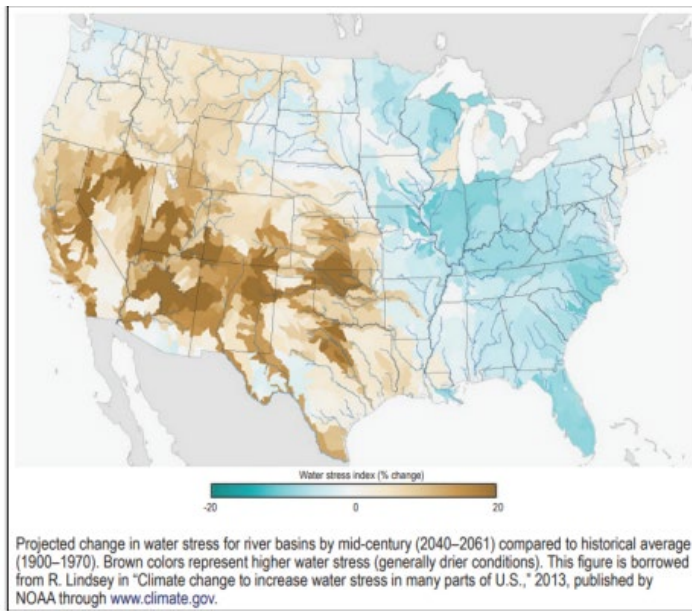 Water stress index (% change)
-20 0 20
Projected change in water stress for river basins by mid-century (2040–2061) compared to historical average
(1900–1970). Brown colors represent higher water stress (generally drier conditions). This figure is borrowed
from R. Lindsey in “Climate change to increase water stress in many parts of U.S.,” 2013, published by
NOAA through www.climate.gov.